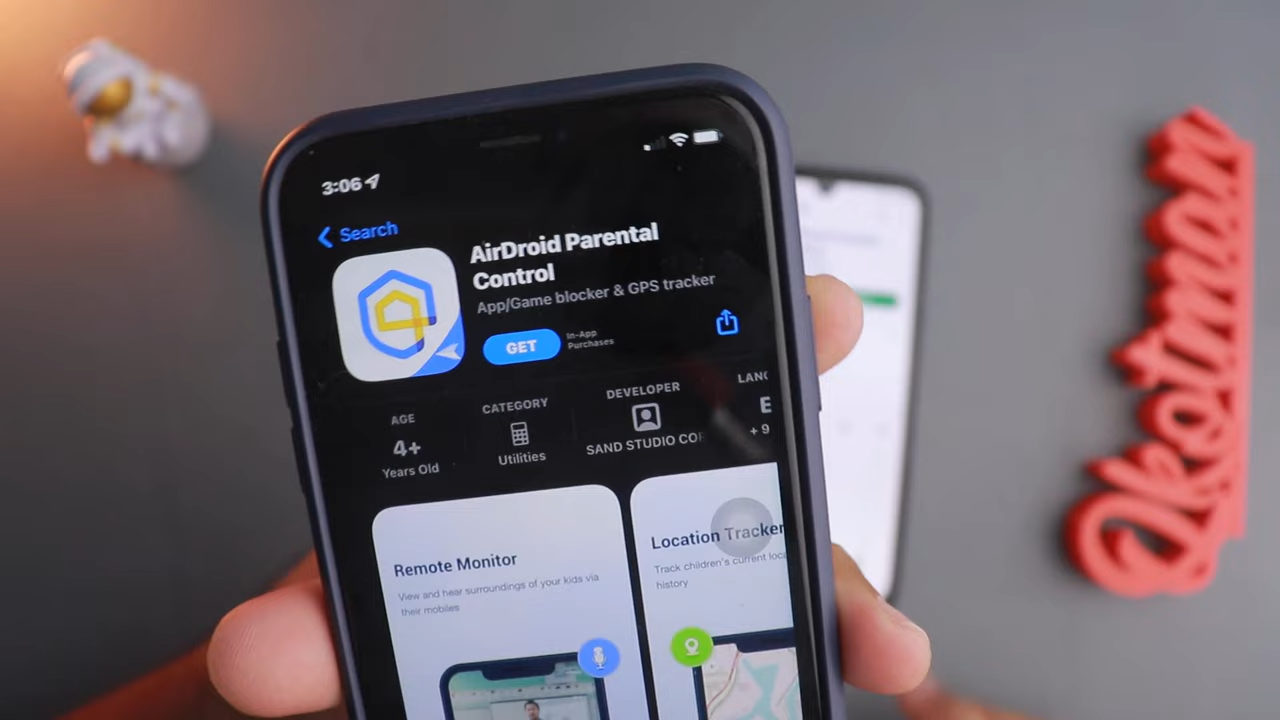 3:06
Search
AirDroid Parental
Control
App/Game blocker & GPS tracker
GET
In-App
Purchases
AGE
4+
Years Old
CATEGORY
Utilities
DEVELOPER
SAND STUDIO COR
LANG
E
+ 9
Remote Monitor
View and hear surroundings of your kids via
their mobiles
Location Tracker
Track children's current loca
history